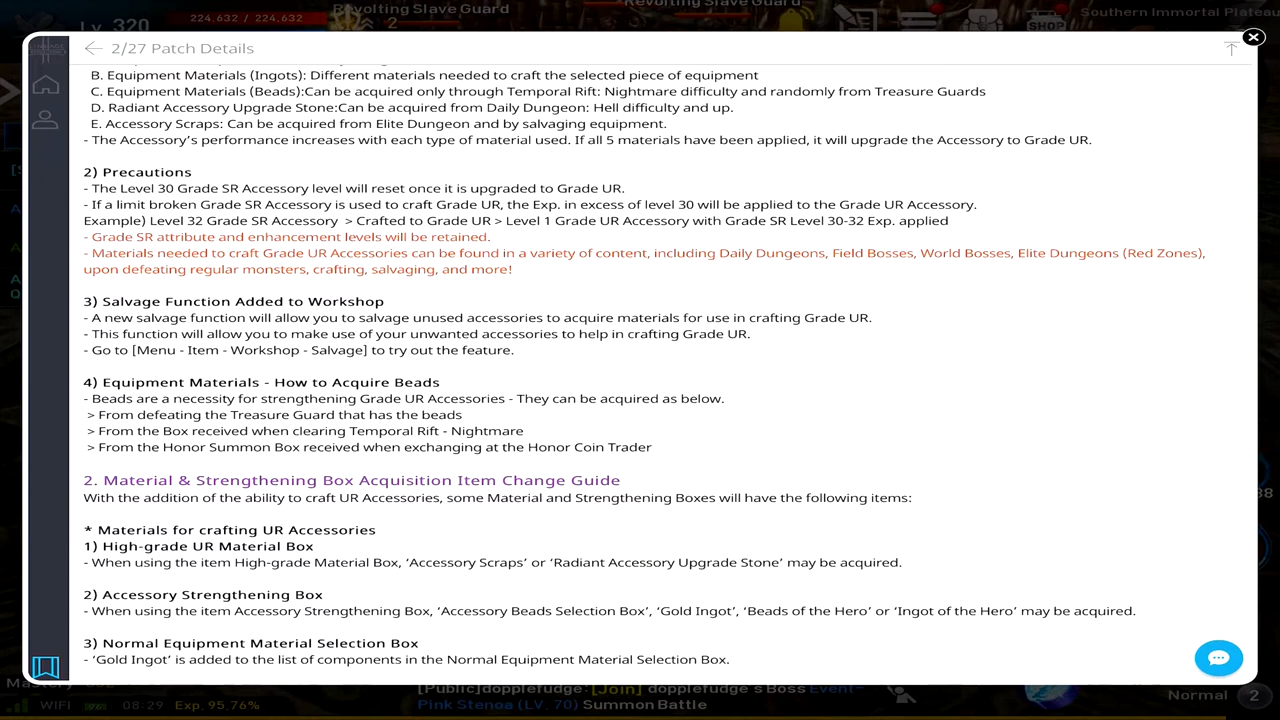 Revolting Slave Guard
Revolting Slave Guard
Lv. 320
224,632 / 224,632
2
SHOP
Southern Immortal Plateau
2/27 Patch Details
B. Equipment Materials (Ingots): Different materials needed to craft the selected piece of equipment
C. Equipment Materials (Beads):Can be acquired only through Temporal Rift: Nightmare difficulty and randomly from Treasure Guards
D. Radiant Accessory Upgrade Stone:Can be acquired from Daily Dungeon: Hell difficulty and up.
E. Accessory Scraps: Can be acquired from Elite Dungeon and by salvaging equipment.
- The Accessory's performance increases with each type of material used. If all 5 materials have been applied, it will upgrade the Accessory to Grade UR.
2) Precautions
- The Level 30 Grade SR Accessory level will reset once it is upgraded to Grade UR.
- If a limit broken Grade SR Accessory is used to craft Grade UR, the Exp. in excess of level 30 will be applied to the Grade UR Accessory.
Example) Level 32 Grade SR Accessory > Crafted to Grade UR > Level 1 Grade UR Accessory with Grade SR Level 30-32 Exp. applied
- Grade SR attribute and enhancement levels will be retained.
- Materials needed to craft Grade UR Accessories can be found in a variety of content, including Daily Dungeons, Field Bosses, World Bosses, Elite Dungeons (Red Zones),
upon defeating regular monsters, crafting, salvaging, and more!
3) Salvage Function Added to Workshop
- A new salvage function will allow you to salvage unused accessories to acquire materials for use in crafting Grade UR.
- This function will allow you to make use of your unwanted accessories to help in crafting Grade UR.
- Go to [Menu - Item - Workshop - Salvage] to try out the feature.
4) Equipment Materials - How to Acquire Beads
- Beads are a necessity for strengthening Grade UR Accessories - They can be acquired as below.
> From defeating the Treasure Guard that has the beads
> From the Box received when clearing Temporal Rift - Nightmare
> From the Honor Summon Box received when exchanging at the Honor Coin Trader
2. Material & Strengthening Box Acquisition Item Change Guide
With the addition of the ability to craft UR Accessories, some Material and Strengthening Boxes will have the following items:
* Materials for crafting UR Accessories
1) High-grade UR Material Box
- When using the item High-grade Material Box, 'Accessory Scraps' or 'Radiant Accessory Upgrade Stone' may be acquired.
2) Accessory Strengthening Box
- When using the item Accessory Strengthening Box, 'Accessory Beads Selection Box', 'Gold Ingot', 'Beads of the Hero' or 'Ingot of the Hero' may be acquired.
3) Normal Equipment Material Selection Box
- 'Gold Ingot' is added to the list of components in the Normal Equipment Material Selection Box.
[Public]dopplefudge:[Join] dopplefudge's Boss Event-
Pink Stenoa (LV. 70) Summon Battle
WIFI
08:29
Exp. 95.76%
Normal
2